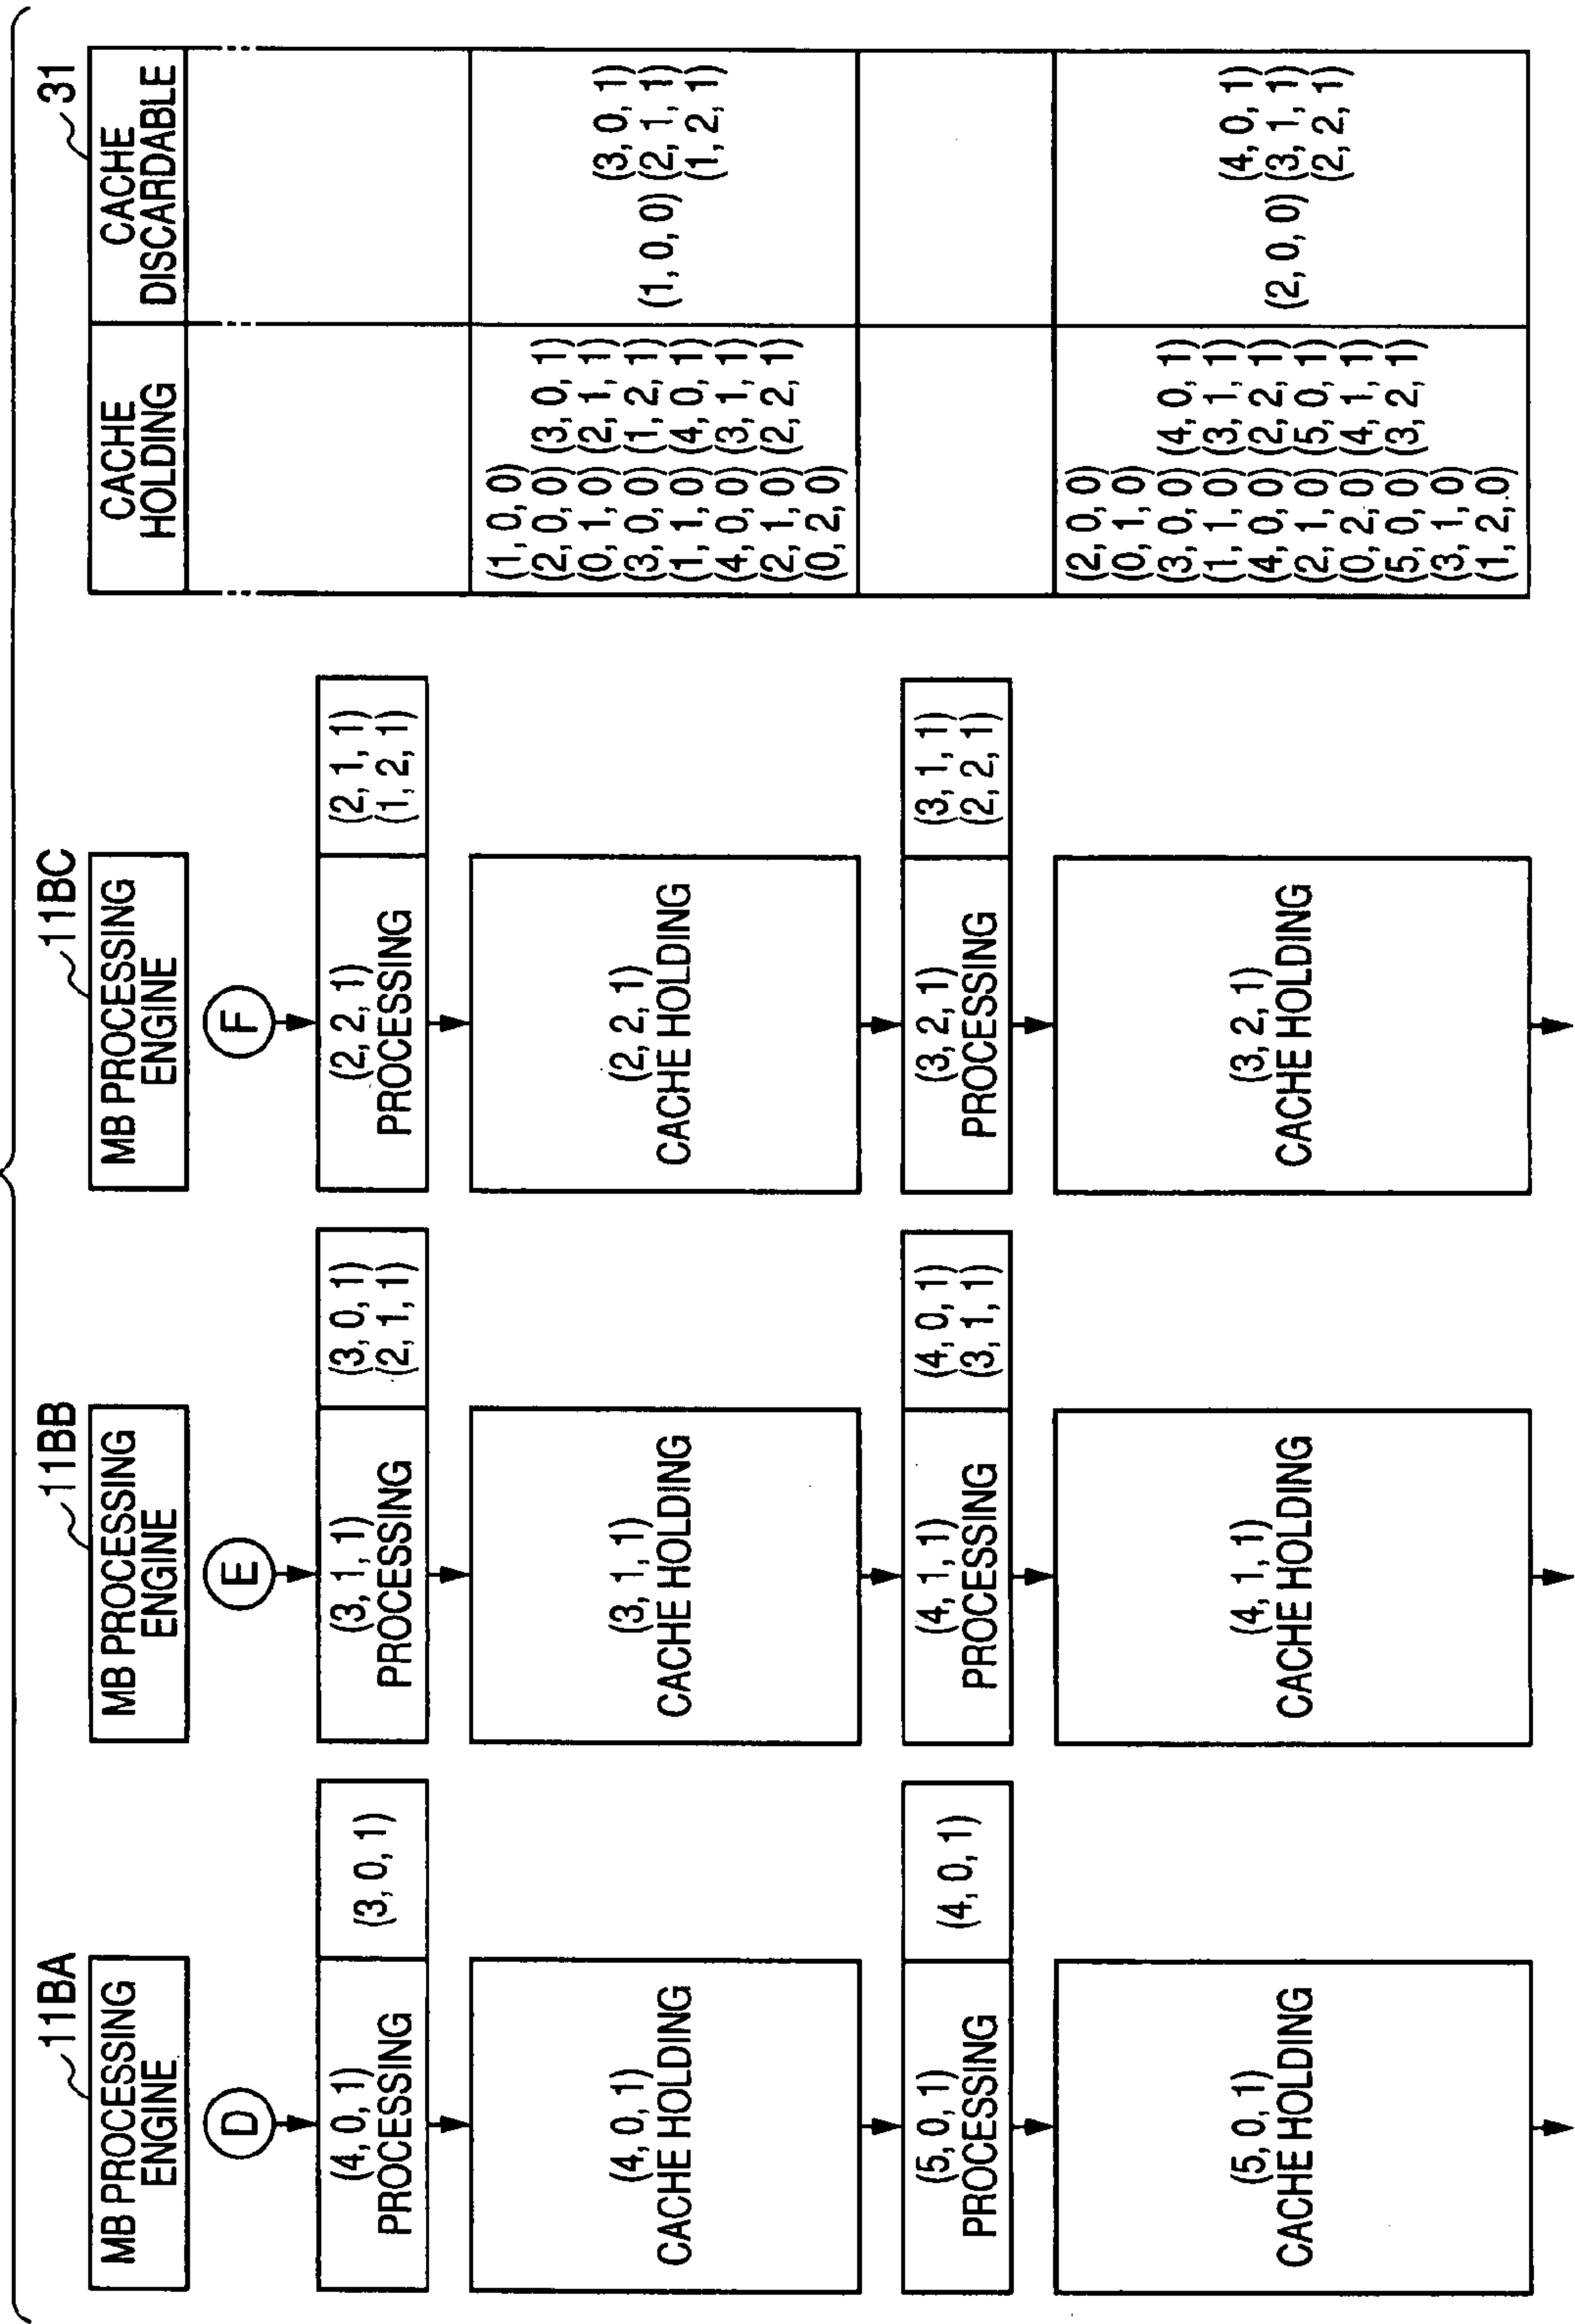 11BA
MB PROCESSING
ENGINE
11BB
MB PROCESSING
ENGINE
11BC
MB PROCESSING
ENGINE
31
CACHE
HOLDING
CACHE
DISCARDABLE
D
E
F
(4, 0, 1)
PROCESSING
(3, 0, 1)
(3, 1, 1)
PROCESSING
(3, 0, 1)
(2, 1, 1)
(2, 2, 1)
PROCESSING
(2, 1, 1)
(1, 2, 1)
(4, 0, 1)
CACHE HOLDING
(3, 1, 1)
CACHE HOLDING
(2, 2, 1)
CACHE HOLDING
(1, 0, 0)
(2, 0, 0) (3, 0, 1)
(0, 1, 0) (2, 1, 1)
(3, 0, 0) (1, 2, 1)
(1, 1, 0) (4, 0, 1)
(4, 0, 0) (3, 1, 1)
(2, 1, 0) (2, 2, 1)
(0, 2, 0)
(3, 0, 1)
(1, 0, 0) (2, 1, 1)
(1, 2, 1)
(5, 0, 1)
PROCESSING
(4, 0, 1)
(4, 1, 1)
PROCESSING
(4, 0, 1)
(3, 1, 1)
(3, 2, 1)
PROCESSING
(3, 1, 1)
(2, 2, 1)
(5, 0, 1)
CACHE HOLDING
(4, 1, 1)
CACHE HOLDING
(3, 2, 1)
CACHE HOLDING
(2, 0, 0)
(0, 1, 0)
(3, 0, 0) (4, 0, 1)
(1, 1, 0) (3, 1, 1)
(4, 0, 0) (2, 2, 1)
(2, 1, 0) (5, 0, 1)
(0, 2, 0) (4, 1, 1)
(5, 0, 0) (3, 2, 1)
(3, 1, 0)
(1, 2, 0)
(4, 0, 1)
(2, 0, 0) (3, 1, 1)
(2, 2, 1)